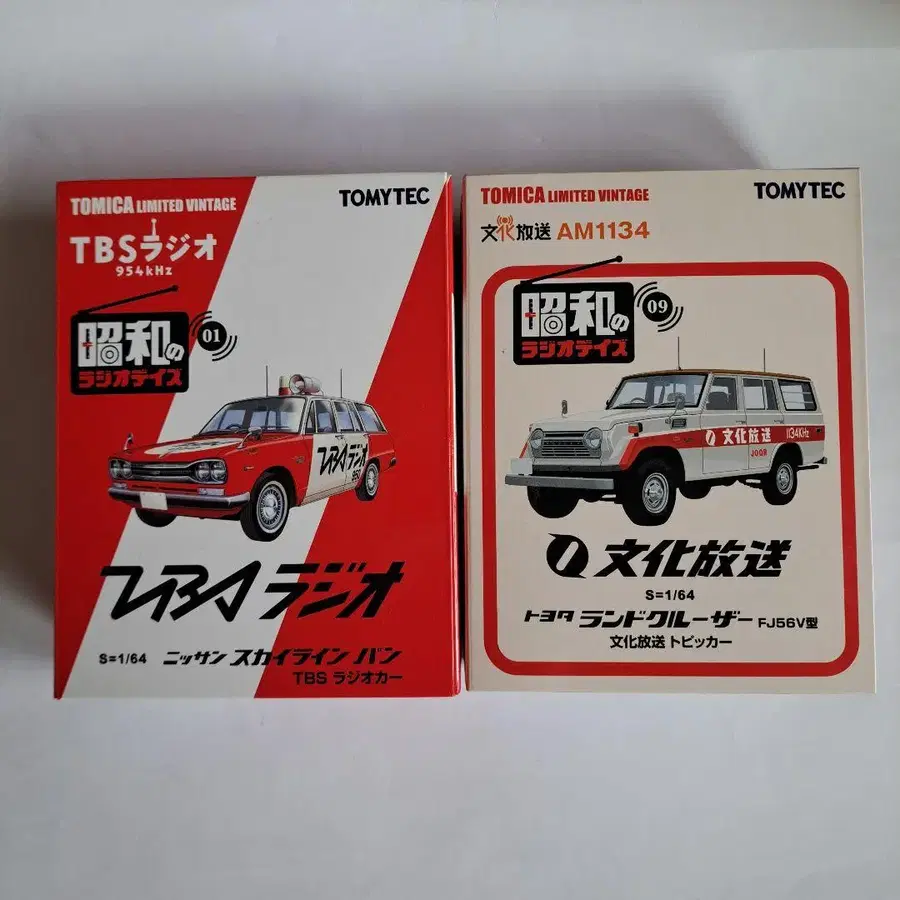 TOMICA LIMITED VINTAGE
TOMYTEC
TBSラジオ
954kHz
昭和の
ラジオデイズ
01
TBSラジオ
S=1/64 ニッサン スカイライン バン
TBS ラジオカー
TOMICA LIMITED VINTAGE
TOMYTEC
文化放送 AM1134
昭和の
ラジオデイズ
09
文化放送
1134KHz
JOQR
文化放送
S=1/64
トヨタ ランドクルーザー FJ56V型
文化放送 トピッカー